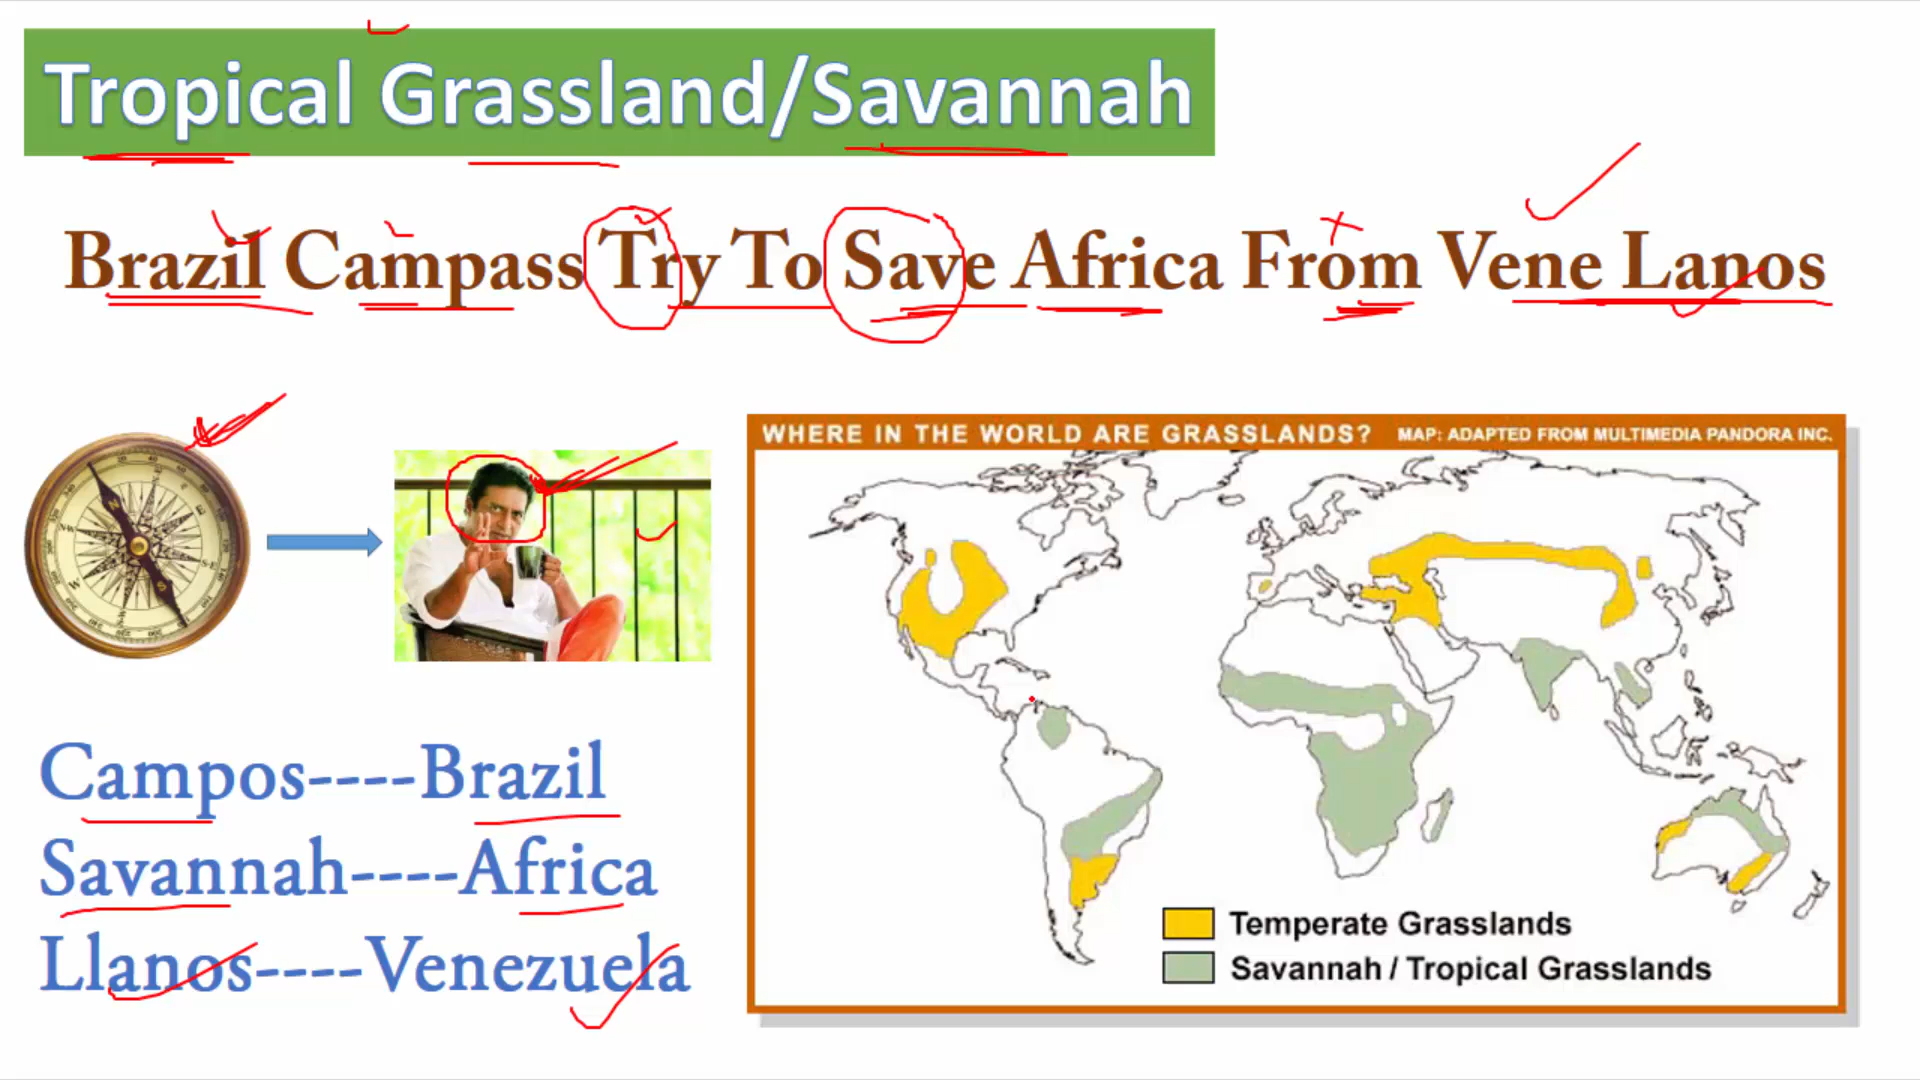 Tropical Grassland/Savannah
Brazil Campass Try To Save Africa From Vene Lanos
WHERE IN THE WORLD ARE GRASSLANDS? MAP: ADAPTED FROM MULTIMEDIA PANDORA INC.
Campos----Brazil
Savannah----Africa
Llanos----Venezuela
Temperate Grasslands
Savannah / Tropical Grasslands